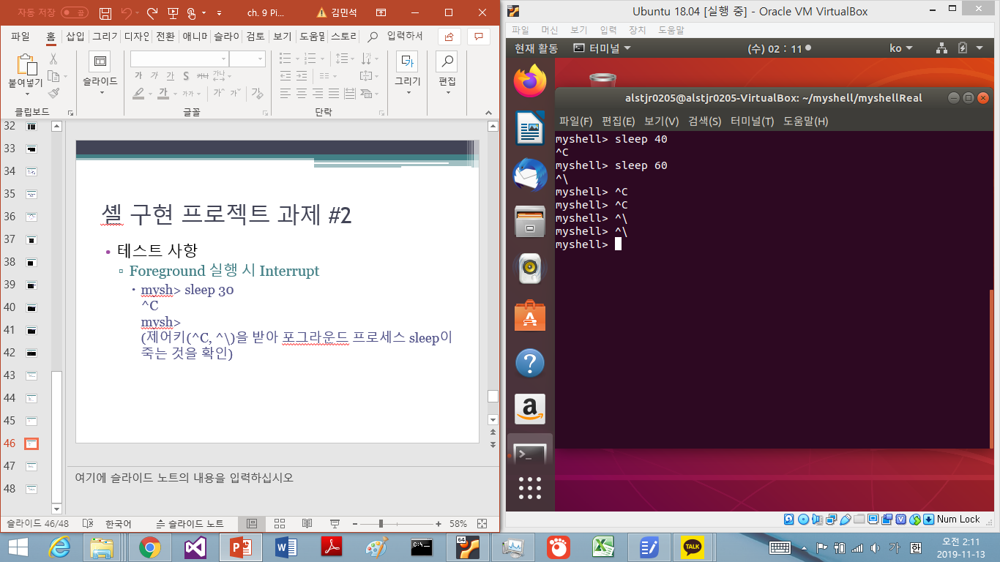 자동 저장
ch. 9 Pi...
김민석
파일
홈
삽입
그리기
디자인
전환
애니메
슬라이
검토
보기
도움말
스토리
입력하세
붙여넣기
슬라이드
그리기
편집
가 가 가 S 가나
클립보드
글꼴
단락
32
33
34
35
36
37
38
39
40
41
42
43
44
45
46
47
48
셸 구현 프로젝트 과제 #2
• 테스트 사항
▫ Foreground 실행 시 Interrupt
• mysh> sleep 30
^C
mysh>
(제어키(^C, ^\)을 받아 포그라운드 프로세스 sleep이
죽는 것을 확인)
여기에 슬라이드 노트의 내용을 입력하십시오
슬라이드 46/48
한국어
슬라이드 노트
58%
Ubuntu 18.04 [실행 중] - Oracle VM VirtualBox
파일 머신 보기 입력 장치 도움말
현재 활동
터미널
(수) 02 : 11
ko
alstjr0205@alstjr0205-VirtualBox: ~/myshell/myshellReal
파일(F) 편집(E) 보기(V) 검색(S) 터미널(T) 도움말(H)
myshell> sleep 40
^C
myshell> sleep 60
^\
myshell> ^C
myshell> ^C
myshell> ^\
myshell> ^\
myshell>
Num Lock
64
TALK
가
한
오전 2:11
2019-11-13